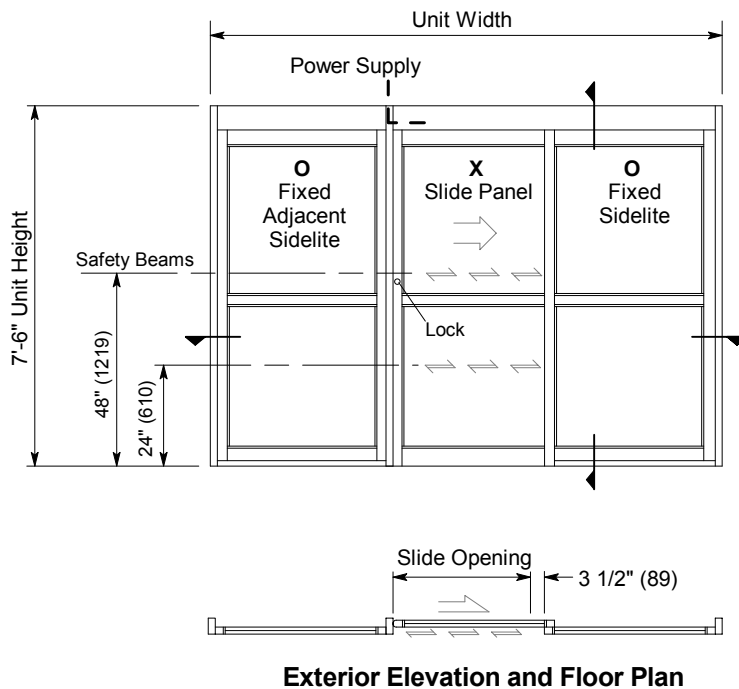 Unit Width
Power Supply
O
Fixed
Adjacent
Sidelite
X
Slide Panel
O
Fixed
Sidelite
7'-6" Unit Height
Safety Beams
48" (1219)
24" (610)
Lock
Slide Opening
3 1/2" (89)
Exterior Elevation and Floor Plan